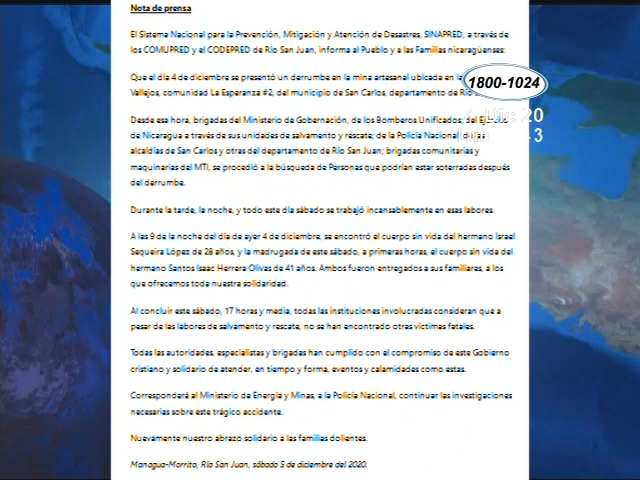 Nota de prensa
El Sistema Nacional para la Prevención, Mitigación y Atención de Desastres, SINAPRED, a través de
los COMUPRED y el CODEPRED de Río San Juan, informa al Pueblo y a las Familias nicaragüenses:
Que el día 4 de diciembre se presentó un derrumbe en la mina artesanal ubicada en la
1800-1024
Vallejos, comunidad La Esperanza #2, del municipio de San Carlos, departamento de Río
Desde esa hora, brigadas del Ministerio de Gobernación, de los Bomberos Unificados; del Ejército
20
de Nicaragua a través de sus unidades de salvamento y rescate; de la Policía Nacional
3
alcaldías de San Carlos y otras del departamento de Río San Juan; brigadas comunitarias y
maquinarias del MTI, se procedió a la búsqueda de Personas que podrían estar soterradas después
del derrumbe.
Durante la tarde, la noche, y todo este día sábado se trabajó incansablemente en esas labores.
A las 9 de la noche del día de ayer 4 de diciembre, se encontró el cuerpo sin vida del hermano Israel
Sequeira López de 28 años, y la madrugada de este sábado, a primeras horas, el cuerpo sin vida del
hermano Santos Isaac Herrera Olivas de 41 años. Ambos fueron entregados a sus familiares, a los
que ofrecemos toda nuestra solidaridad.
Al concluir este sábado, 17 horas y media, todas las instituciones involucradas consideran que a
pesar de las labores de salvamento y rescate, no se han encontrado otras víctimas fatales.
Todas las autoridades, especialistas y brigadas han cumplido con el compromiso de este Gobierno
cristiano y solidario de atender, en tiempo y forma, eventos y calamidades como estas.
Corresponderá al Ministerio de Energía y Minas, a la Policía Nacional, continuar las investigaciones
necesarias sobre este trágico accidente.
Nuevamente nuestro abrazo solidario a las familias dolientes.
Managua-Morrito, Río San Juan, sábado 5 de diciembre del 2020.